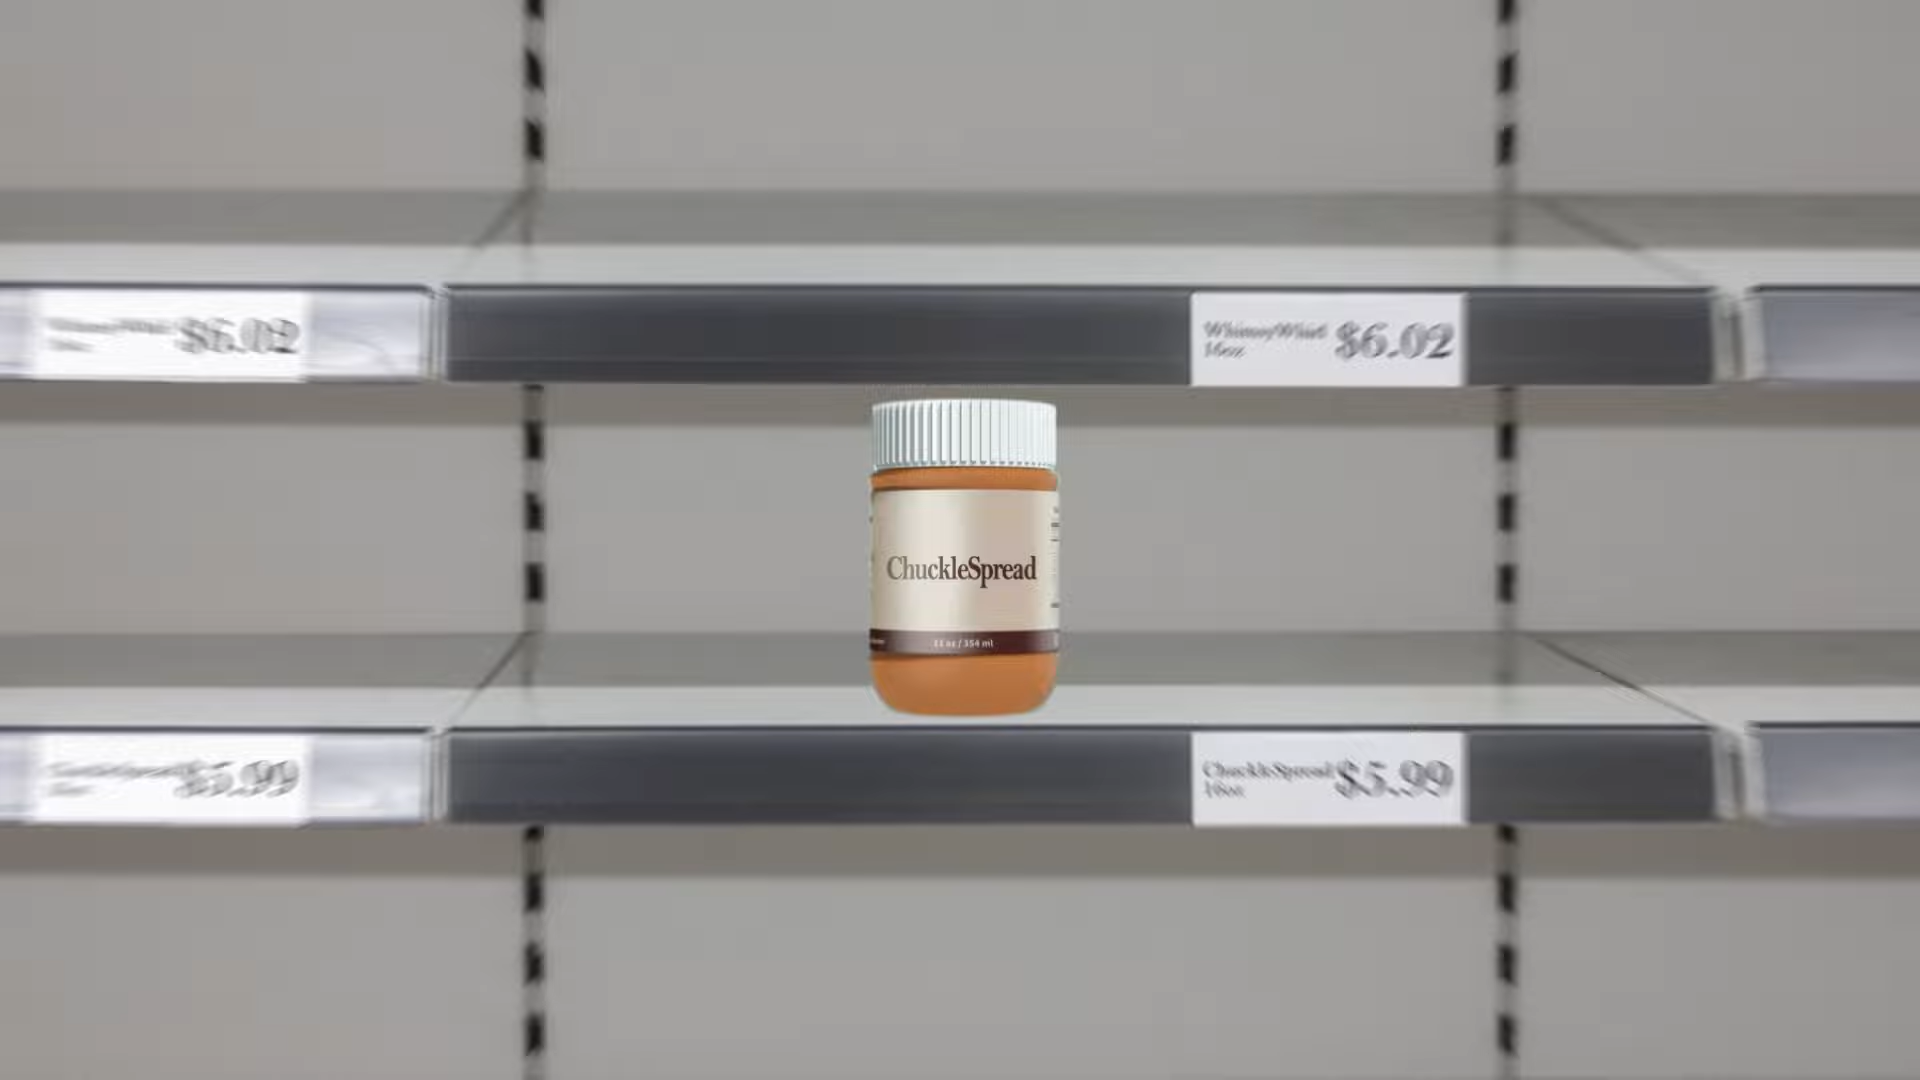 $6.02
WhimsyWhirl $6.02
16oz
ChuckleSpread
12 oz / 354 ml
$5.99
ChuckleSpread $5.99
16oz